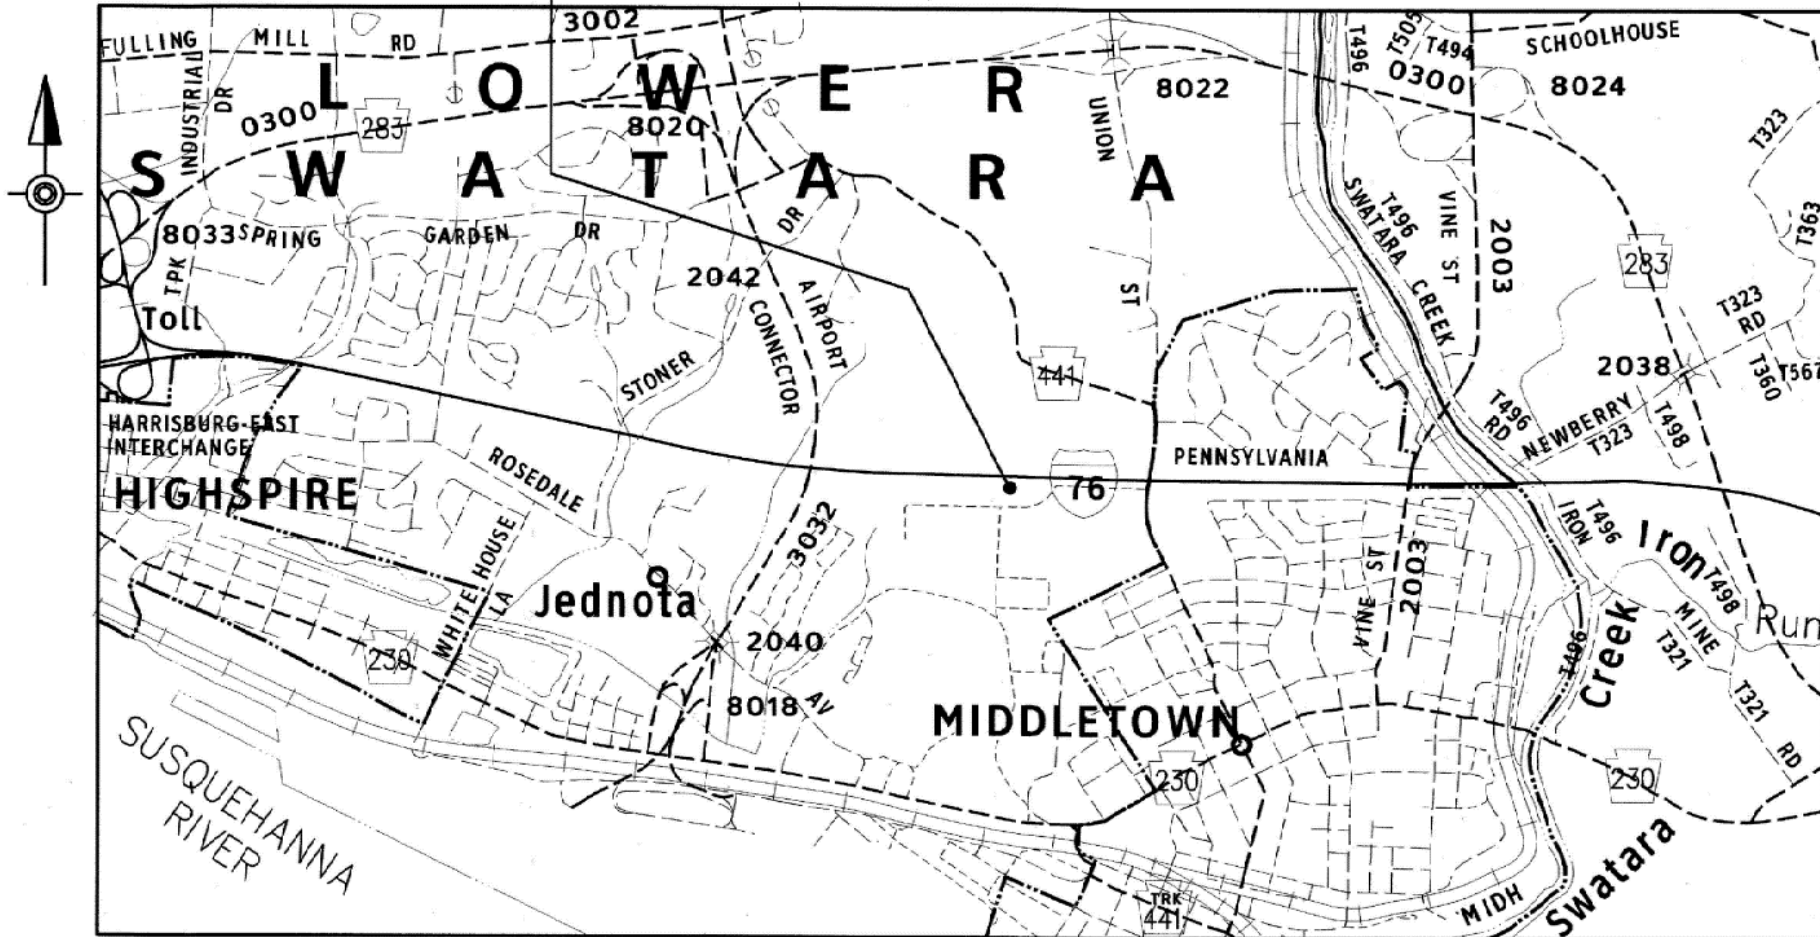 3002
FULLING MILL RD
T496
T505
T494
SCHOOLHOUSE
0300
8024
INDUSTRIAL
DR
0300
283
L O W E R
8020
8022
UNION
T323
S W A T A R A
SWATARA
T496
CREEK
VINE ST
2003
T363
8033
SPRING GARDEN DR
DR
TPK
283
Toll
2042
AIRPORT
CONNECTOR
ST
T323
RD
STONER
441
2038
T360
T567
HARRISBURG-EAST
INTERCHANGE
T496
RD
NEWBERRY
T323
T498
ROSEDALE
PENNSYLVANIA
76
HIGHSPIRE
WHITE HOUSE
LA
3032
VINE ST
2003
IRON
T496
Iron
T498
MINE
Run
Jednota
2040
230
T496
Creek
T321
T321
RD
8018
AV
MIDDLETOWN
230
230
SUSQUEHANNA
RIVER
TRK
441
MIDH
Swatara